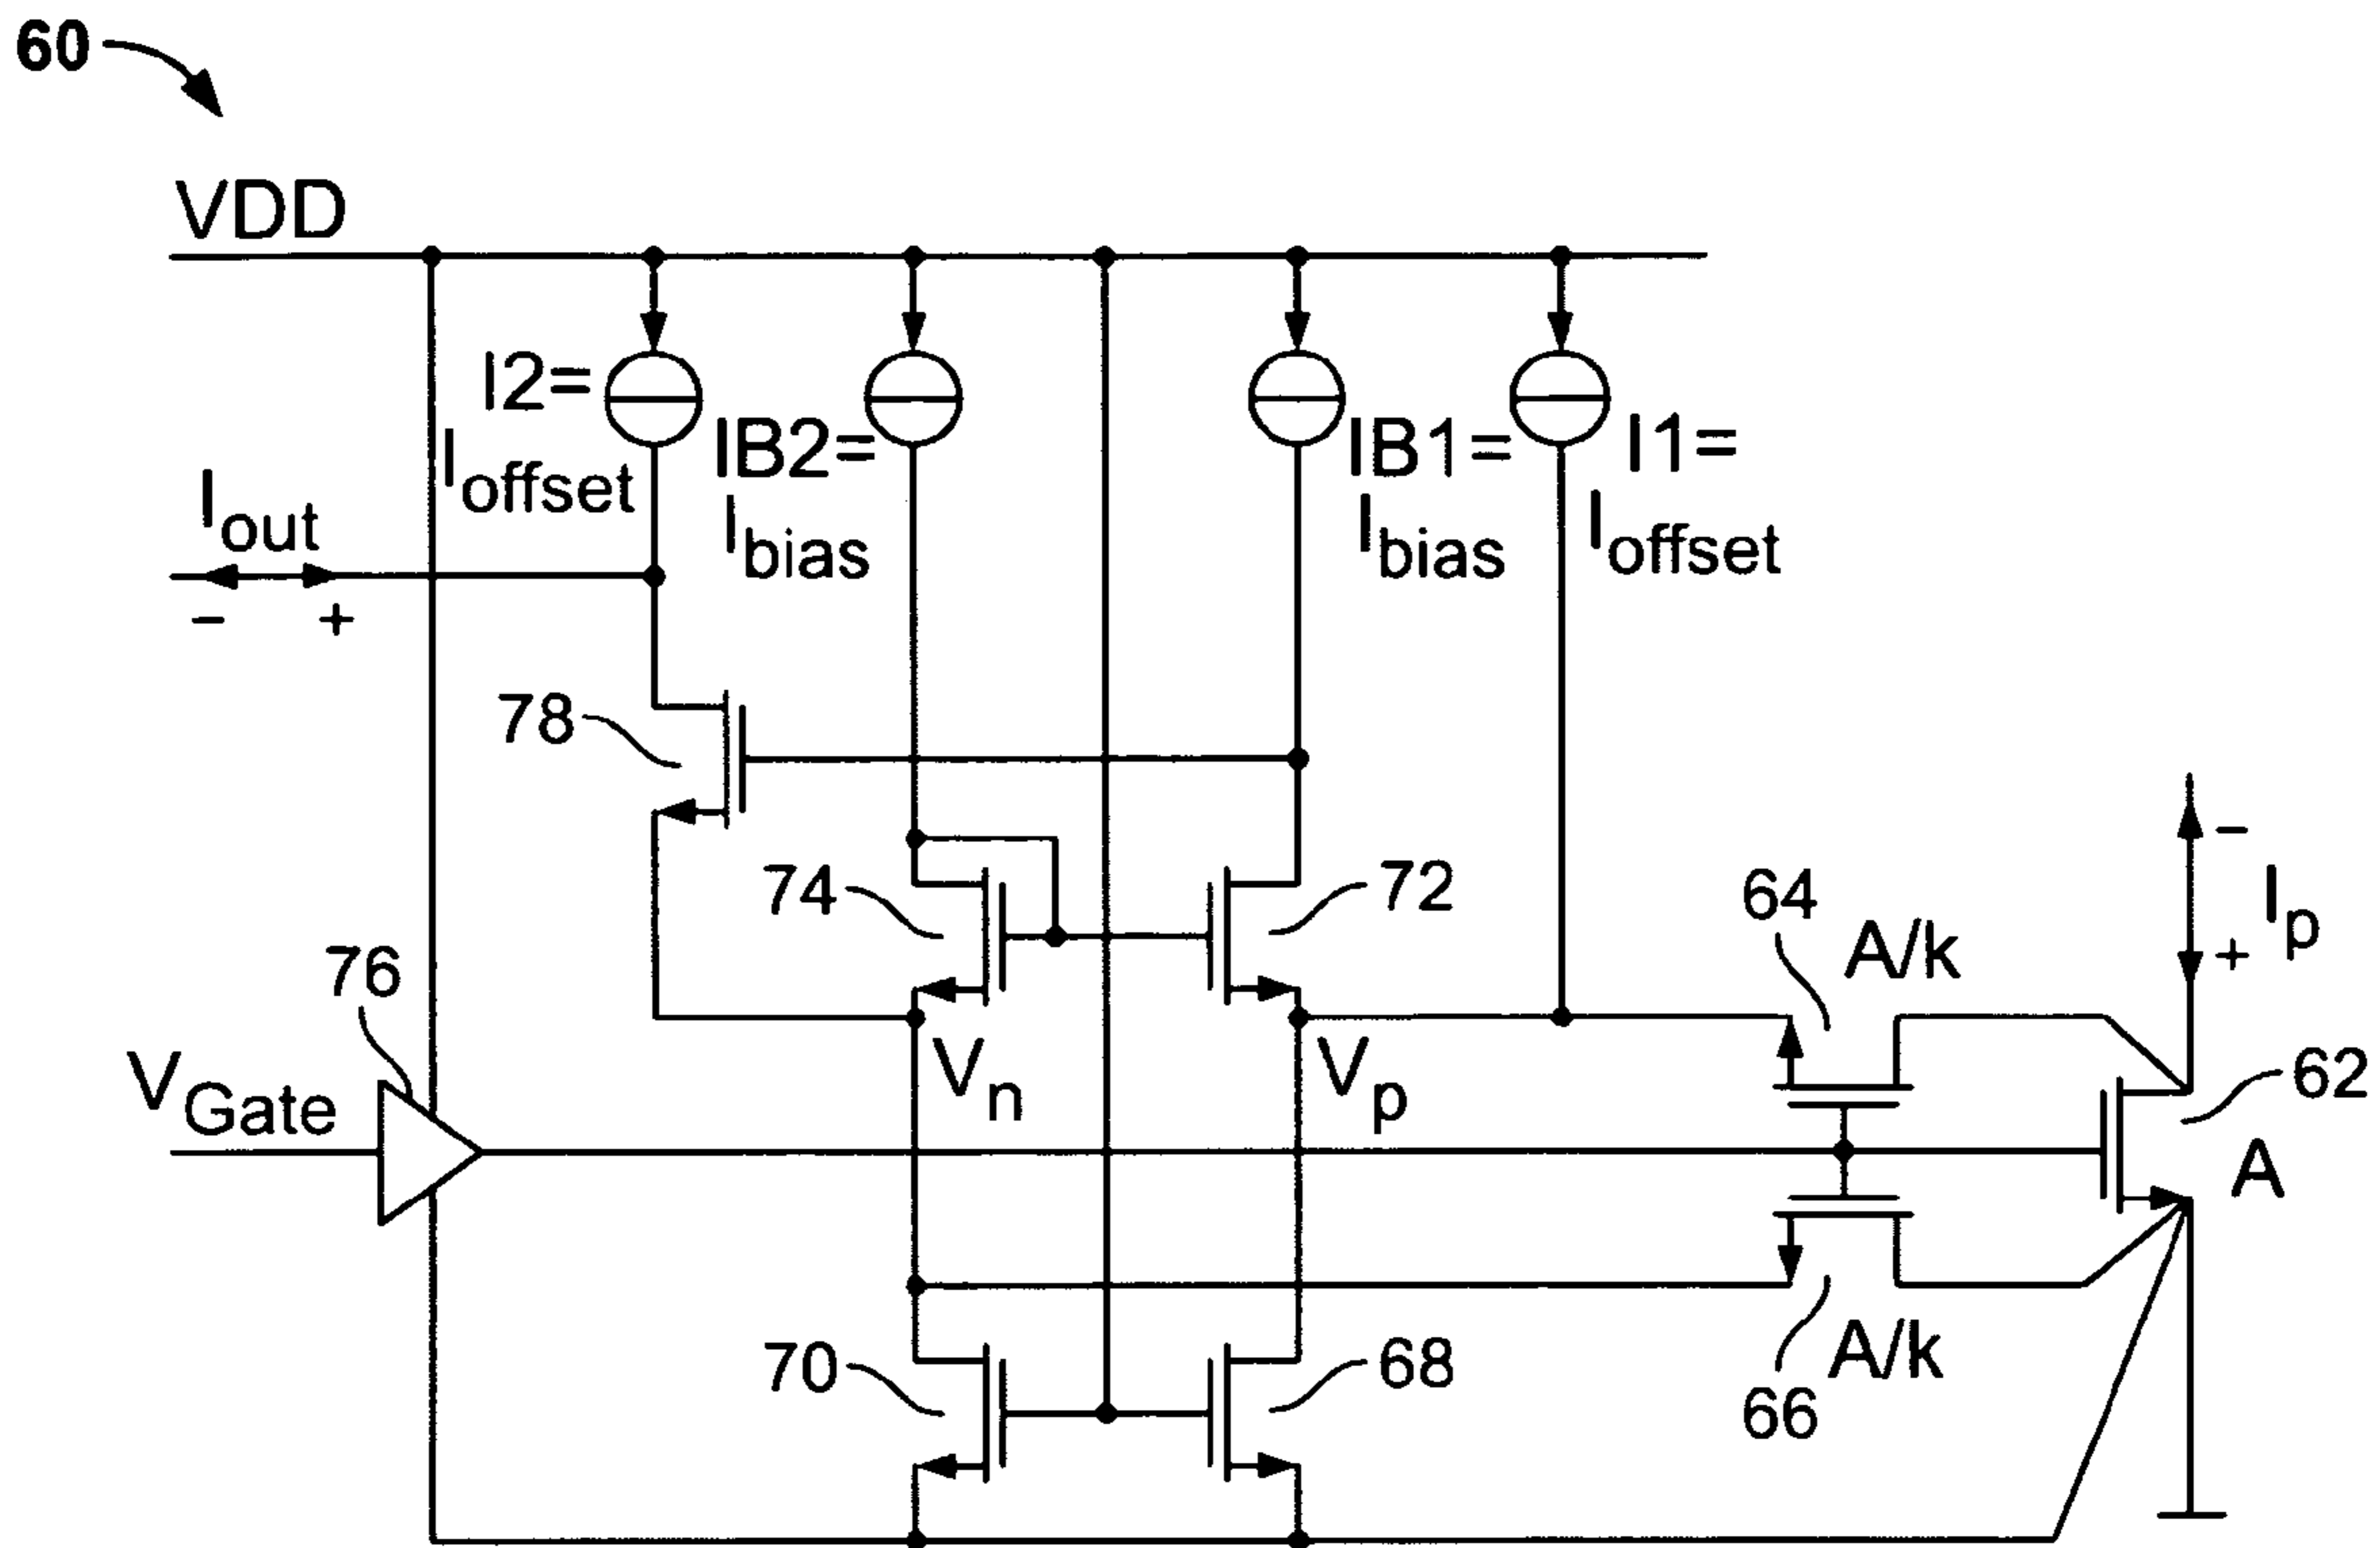 60
VDD
I2=
Ioffset
IB2=
Ibias
IB1=
Ibias
I1=
Ioffset
Iout
- +
78
74
72
64
A/k
-
Ip
+
76
VGate
Vn
Vp
62
A
70
68
A/k
66